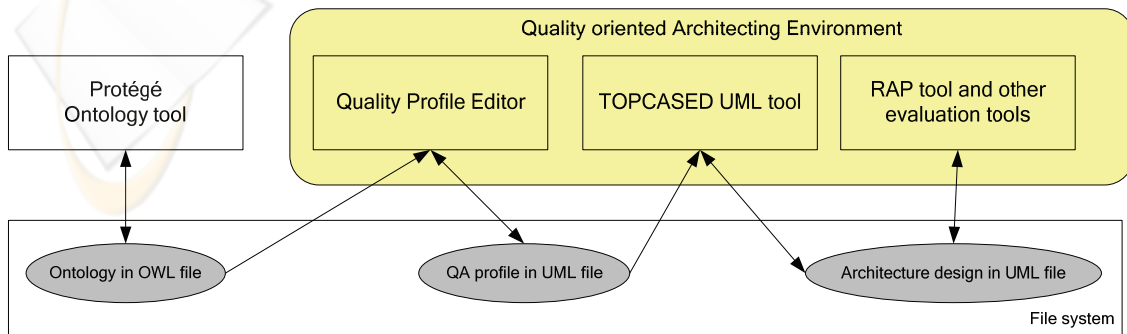 Quality oriented Architecting Environment
Protégé
Ontology tool
Quality Profile Editor
TOPCASED UML tool
RAP tool and other
evaluation tools
Ontology in OWL file
QA profile in UML file
Architecture design in UML file
File system